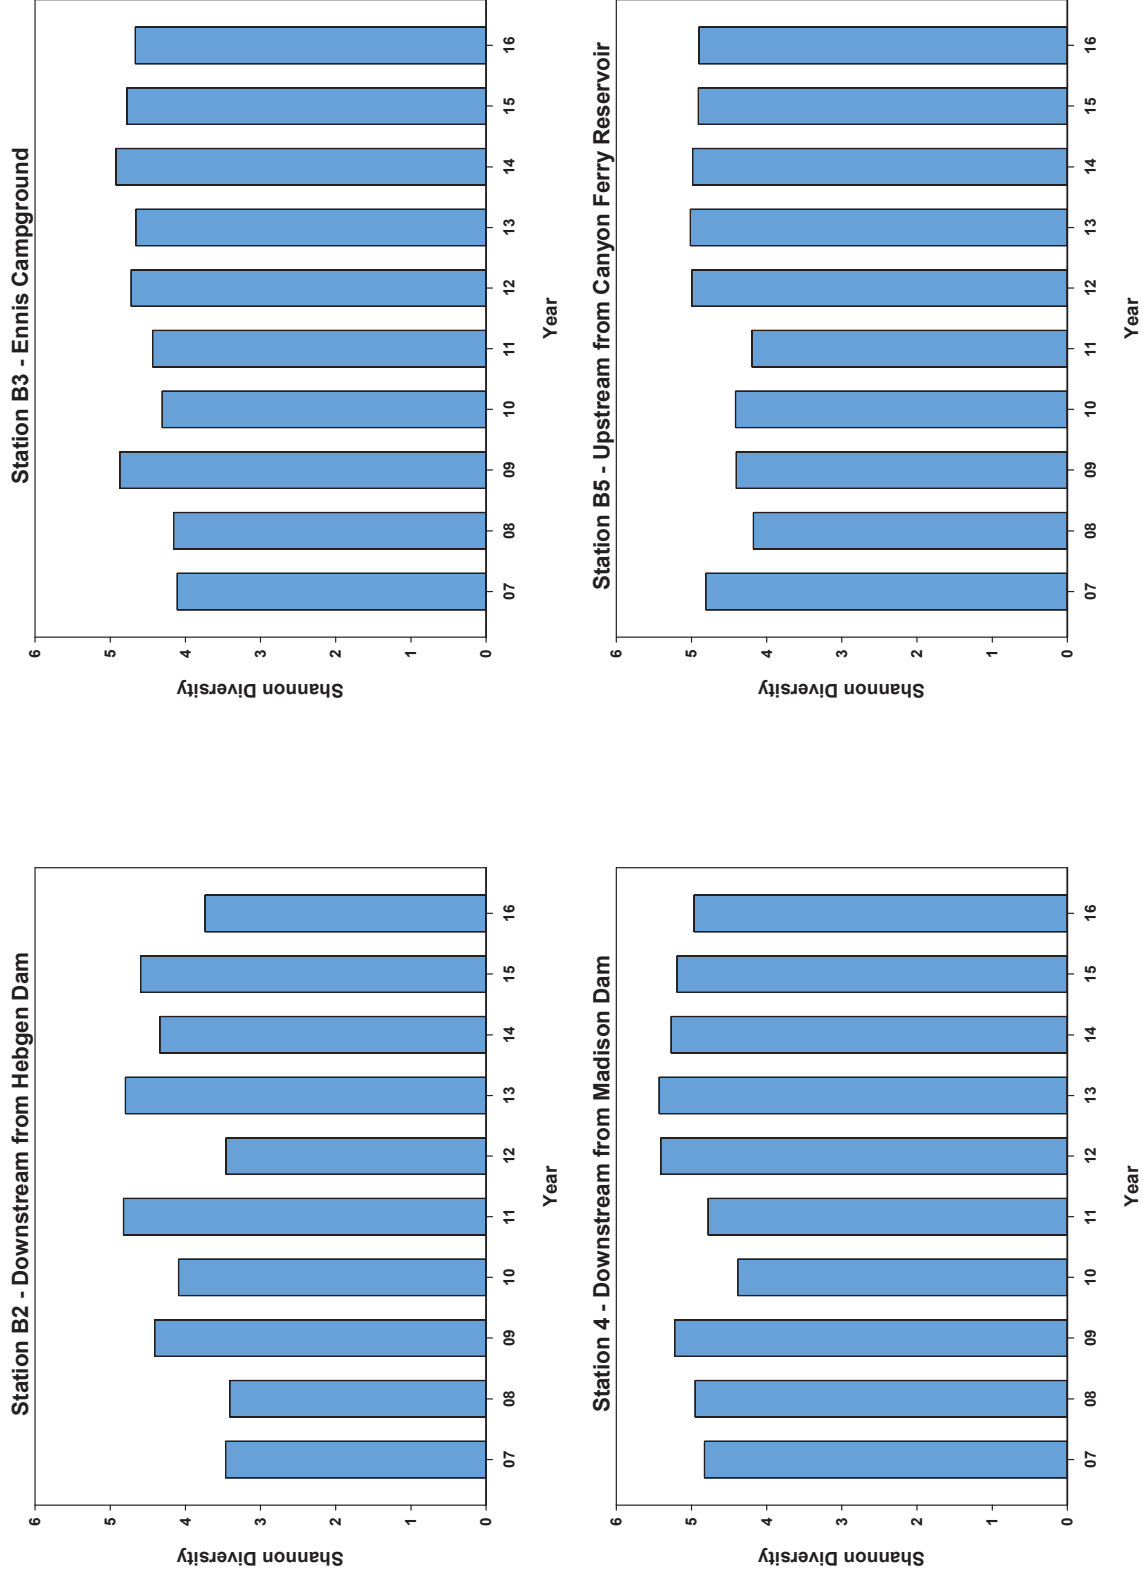 Station B2 - Downstream from Hebgen Dam
Shannon Diversity
6
5
4
3
2
1
0
07 08 09 10 11 12 13 14 15 16
Year
Station B3 - Ennis Campground
Shannon Diversity
6
5
4
3
2
1
0
07 08 09 10 11 12 13 14 15 16
Year
Station 4 - Downstream from Madison Dam
Shannon Diversity
6
5
4
3
2
1
0
07 08 09 10 11 12 13 14 15 16
Year
Station B5 - Upstream from Canyon Ferry Reservoir
Shannon Diversity
6
5
4
3
2
1
0
07 08 09 10 11 12 13 14 15 16
Year